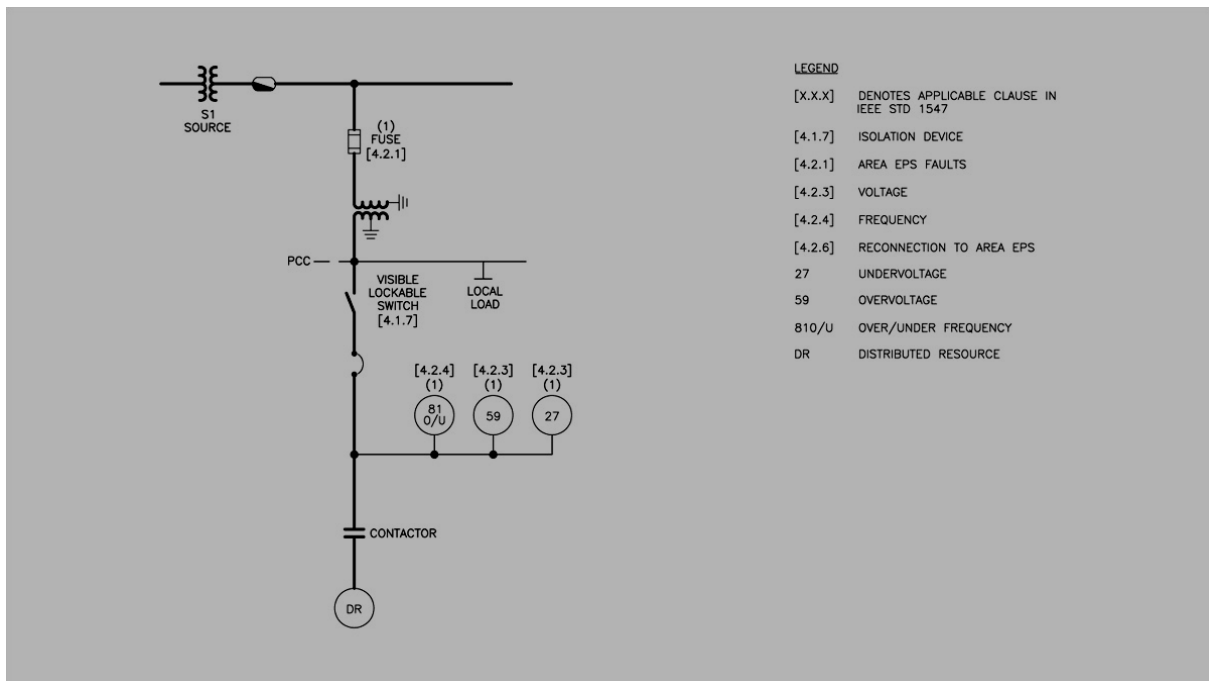 S1
SOURCE
(1)
FUSE
[4.2.1]
PCC
VISIBLE
LOCKABLE
SWITCH
[4.1.7]
LOCAL
LOAD
[4.2.4] [4.2.3] [4.2.3]
(1) (1) (1)
81
O/U
59
27
CONTACTOR
DR
LEGEND
[X.X.X] DENOTES APPLICABLE CLAUSE IN
IEEE STD 1547
[4.1.7] ISOLATION DEVICE
[4.2.1] AREA EPS FAULTS
[4.2.3] VOLTAGE
[4.2.4] FREQUENCY
[4.2.6] RECONNECTION TO AREA EPS
27 UNDERVOLTAGE
59 OVERVOLTAGE
81O/U OVER/UNDER FREQUENCY
DR DISTRIBUTED RESOURCE